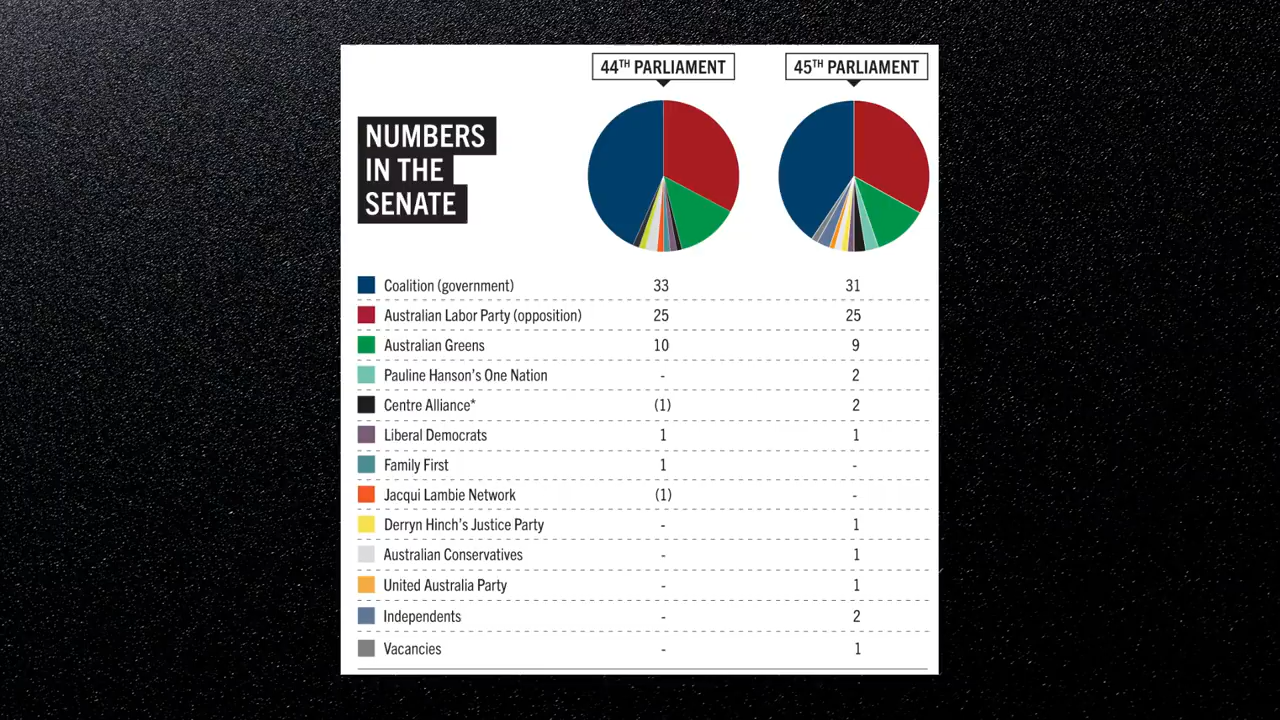 44TH PARLIAMENT 45TH PARLIAMENT
NUMBERS
IN THE
SENATE
Coalition (government) 33 31
Australian Labor Party (opposition) 25 25
Australian Greens 10 9
Pauline Hanson's One Nation - 2
Centre Alliance* (1) 2
Liberal Democrats 1 1
Family First 1 -
Jacqui Lambie Network (1) -
Derryn Hinch's Justice Party - 1
Australian Conservatives - 1
United Australia Party - 1
Independents - 2
Vacancies - 1